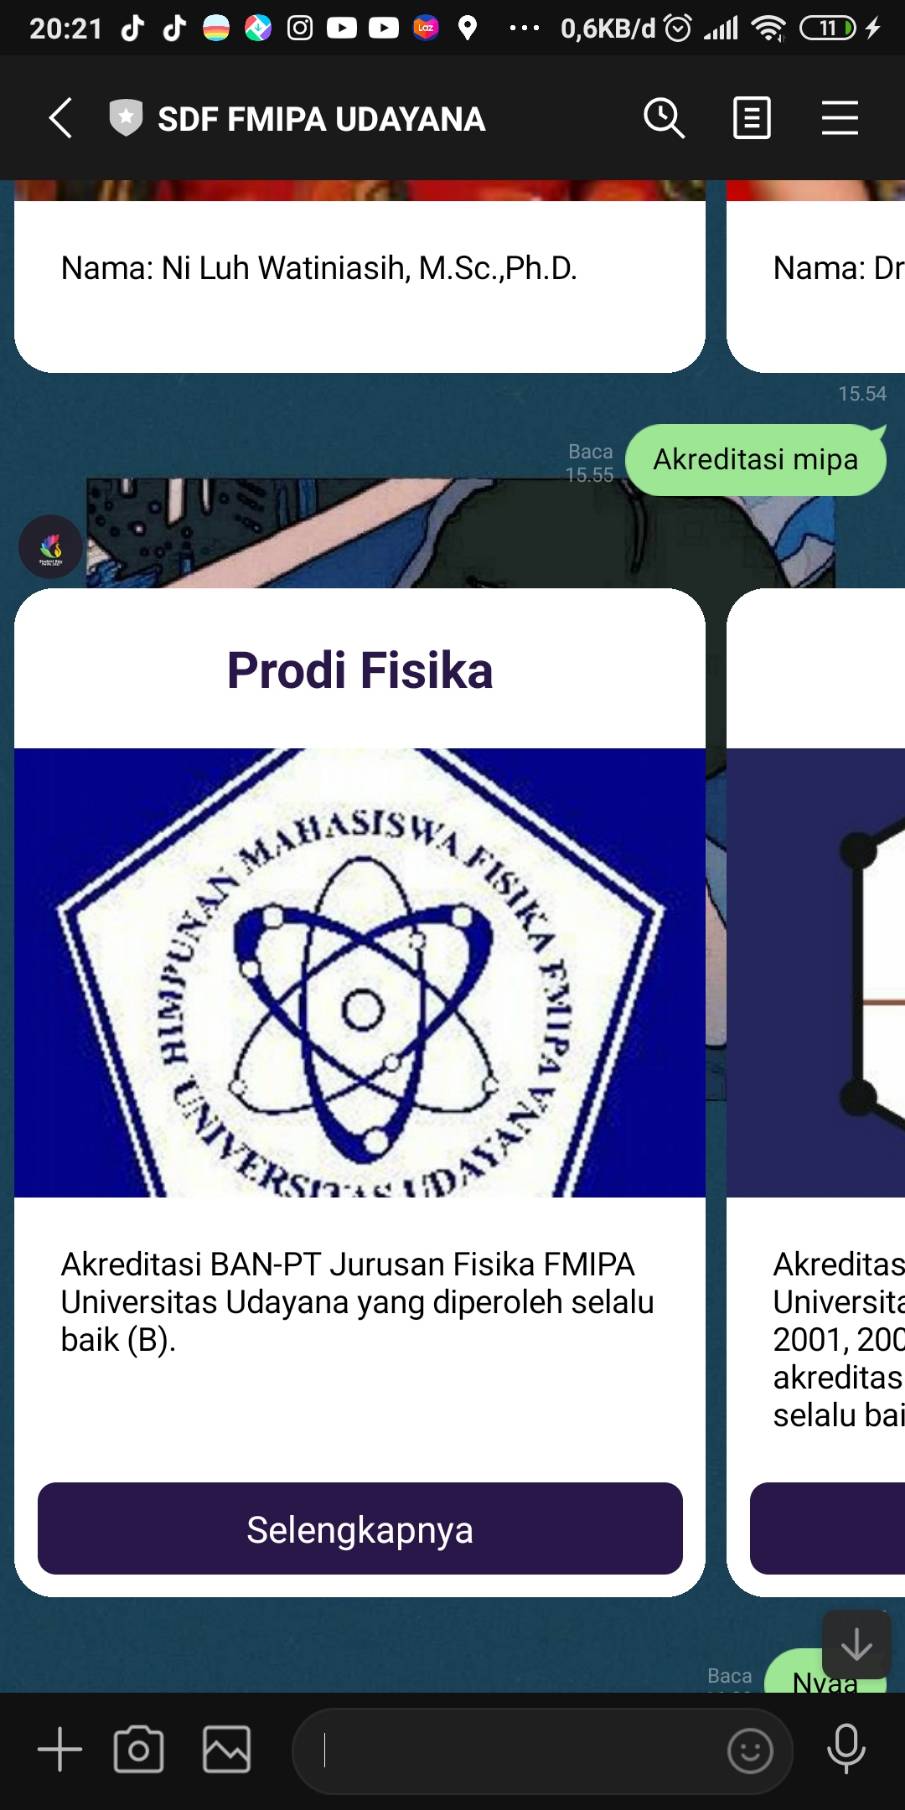 20:21
0,6KB/d
11
SDF FMIPA UDAYANA
Nama: Ni Luh Watiniasih, M.Sc.,Ph.D.
Nama: Dr
15.54
Baca
15.55
Akreditasi mipa
Prodi Fisika
HIMPUNAN MAHASISWA FISIKA FMIPA
UNIVERSITAS UDAYANA
Akreditasi BAN-PT Jurusan Fisika FMIPA
Universitas Udayana yang diperoleh selalu
baik (B).
Akreditas
Universita
2001, 200
akreditas
selalu bai
Selengkapnya
Baca
Nyaa